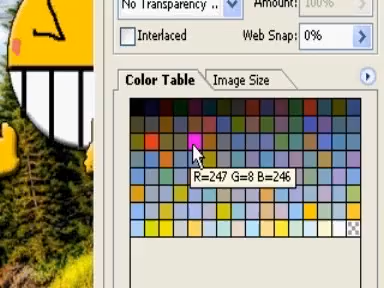 No Transparency ..
Amount: 100%
Interlaced
Web Snap: 0%
Color Table
Image Size
R=247 G=8 B=246